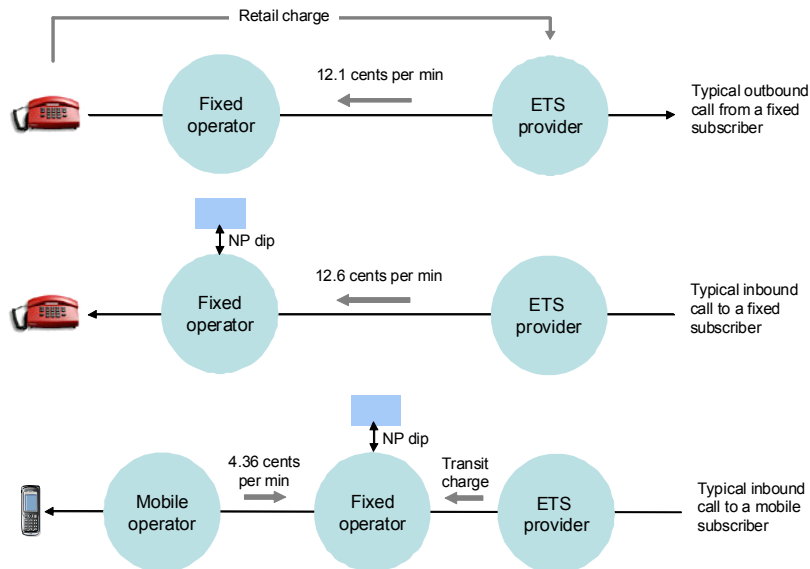 Retail charge
Fixed
operator
12.1 cents per min
ETS
provider
Typical outbound
call from a fixed
subscriber
NP dip
Fixed
operator
12.6 cents per min
ETS
provider
Typical inbound
call to a fixed
subscriber
NP dip
Mobile
operator
4.36 cents
per min
Fixed
operator
Transit
charge
ETS
provider
Typical inbound
call to a mobile
subscriber